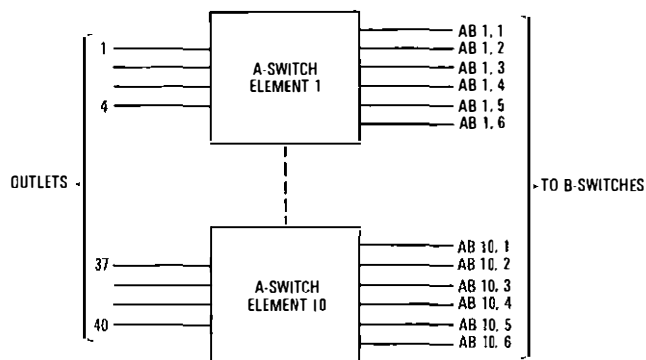 AB 1, 1
1
AB 1, 2
A-SWITCH
ELEMENT 1
AB 1, 3
AB 1, 4
4
AB 1, 5
AB 1, 6
OUTLETS
TO B-SWITCHES
AB 10, 1
37
AB 10, 2
A-SWITCH
ELEMENT 10
AB 10, 3
AB 10, 4
40
AB 10, 5
AB 10, 6